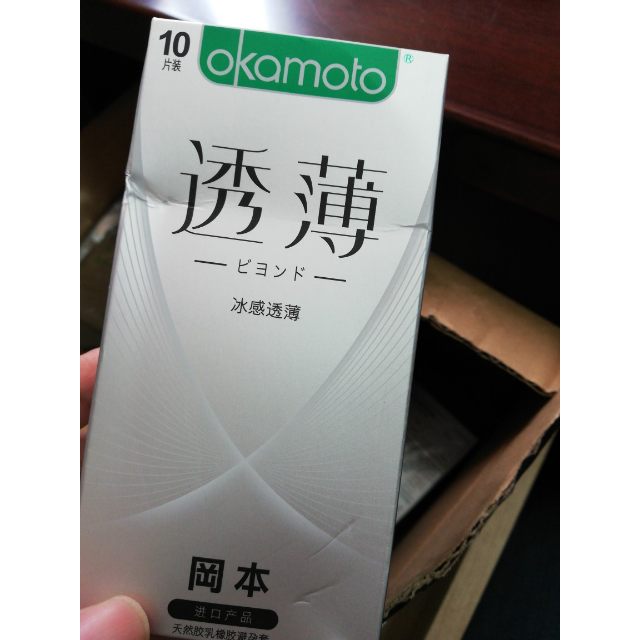 10
片装
okamoto®
透薄
ビヨンド
冰感透薄
岡本
进口产品
天然胶乳橡胶避孕套